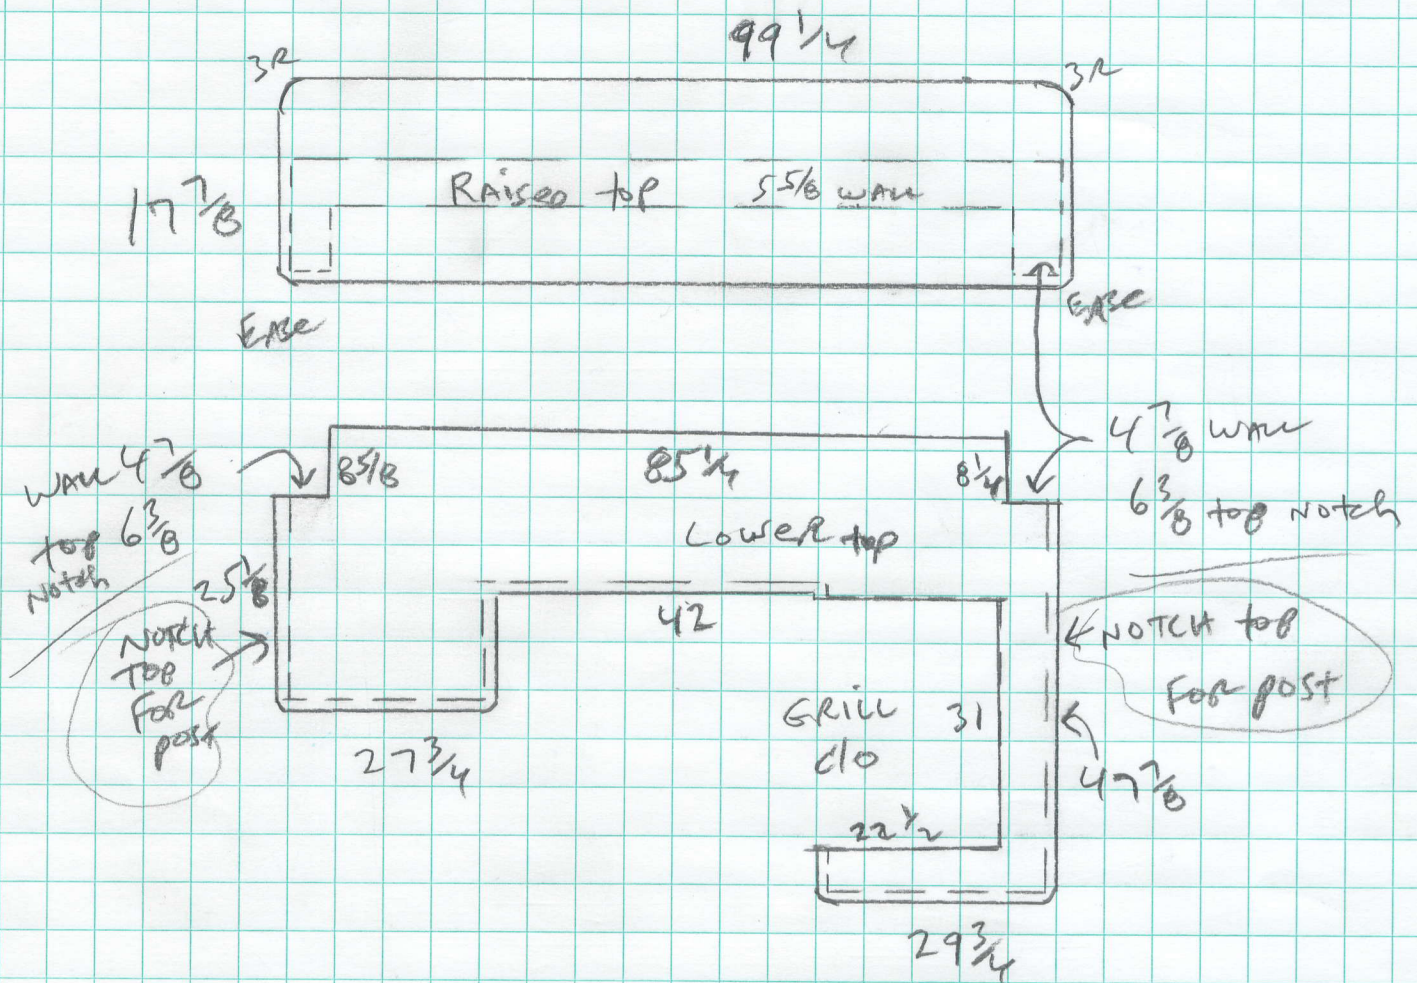 99 1/4
3R
3R
17 7/8
Raised top 5 5/8 wall
Ease
Ease
Wall 4 7/8
8 5/8
85 1/4
8 1/4
4 7/8 wall
top 6 3/8
Notch
6 3/8 top Notch
Lower top
25 1/8
42
Notch
top
for
post
Notch top
for post
Grill
c/o
31
27 3/4
47 7/8
22 1/2
29 3/4